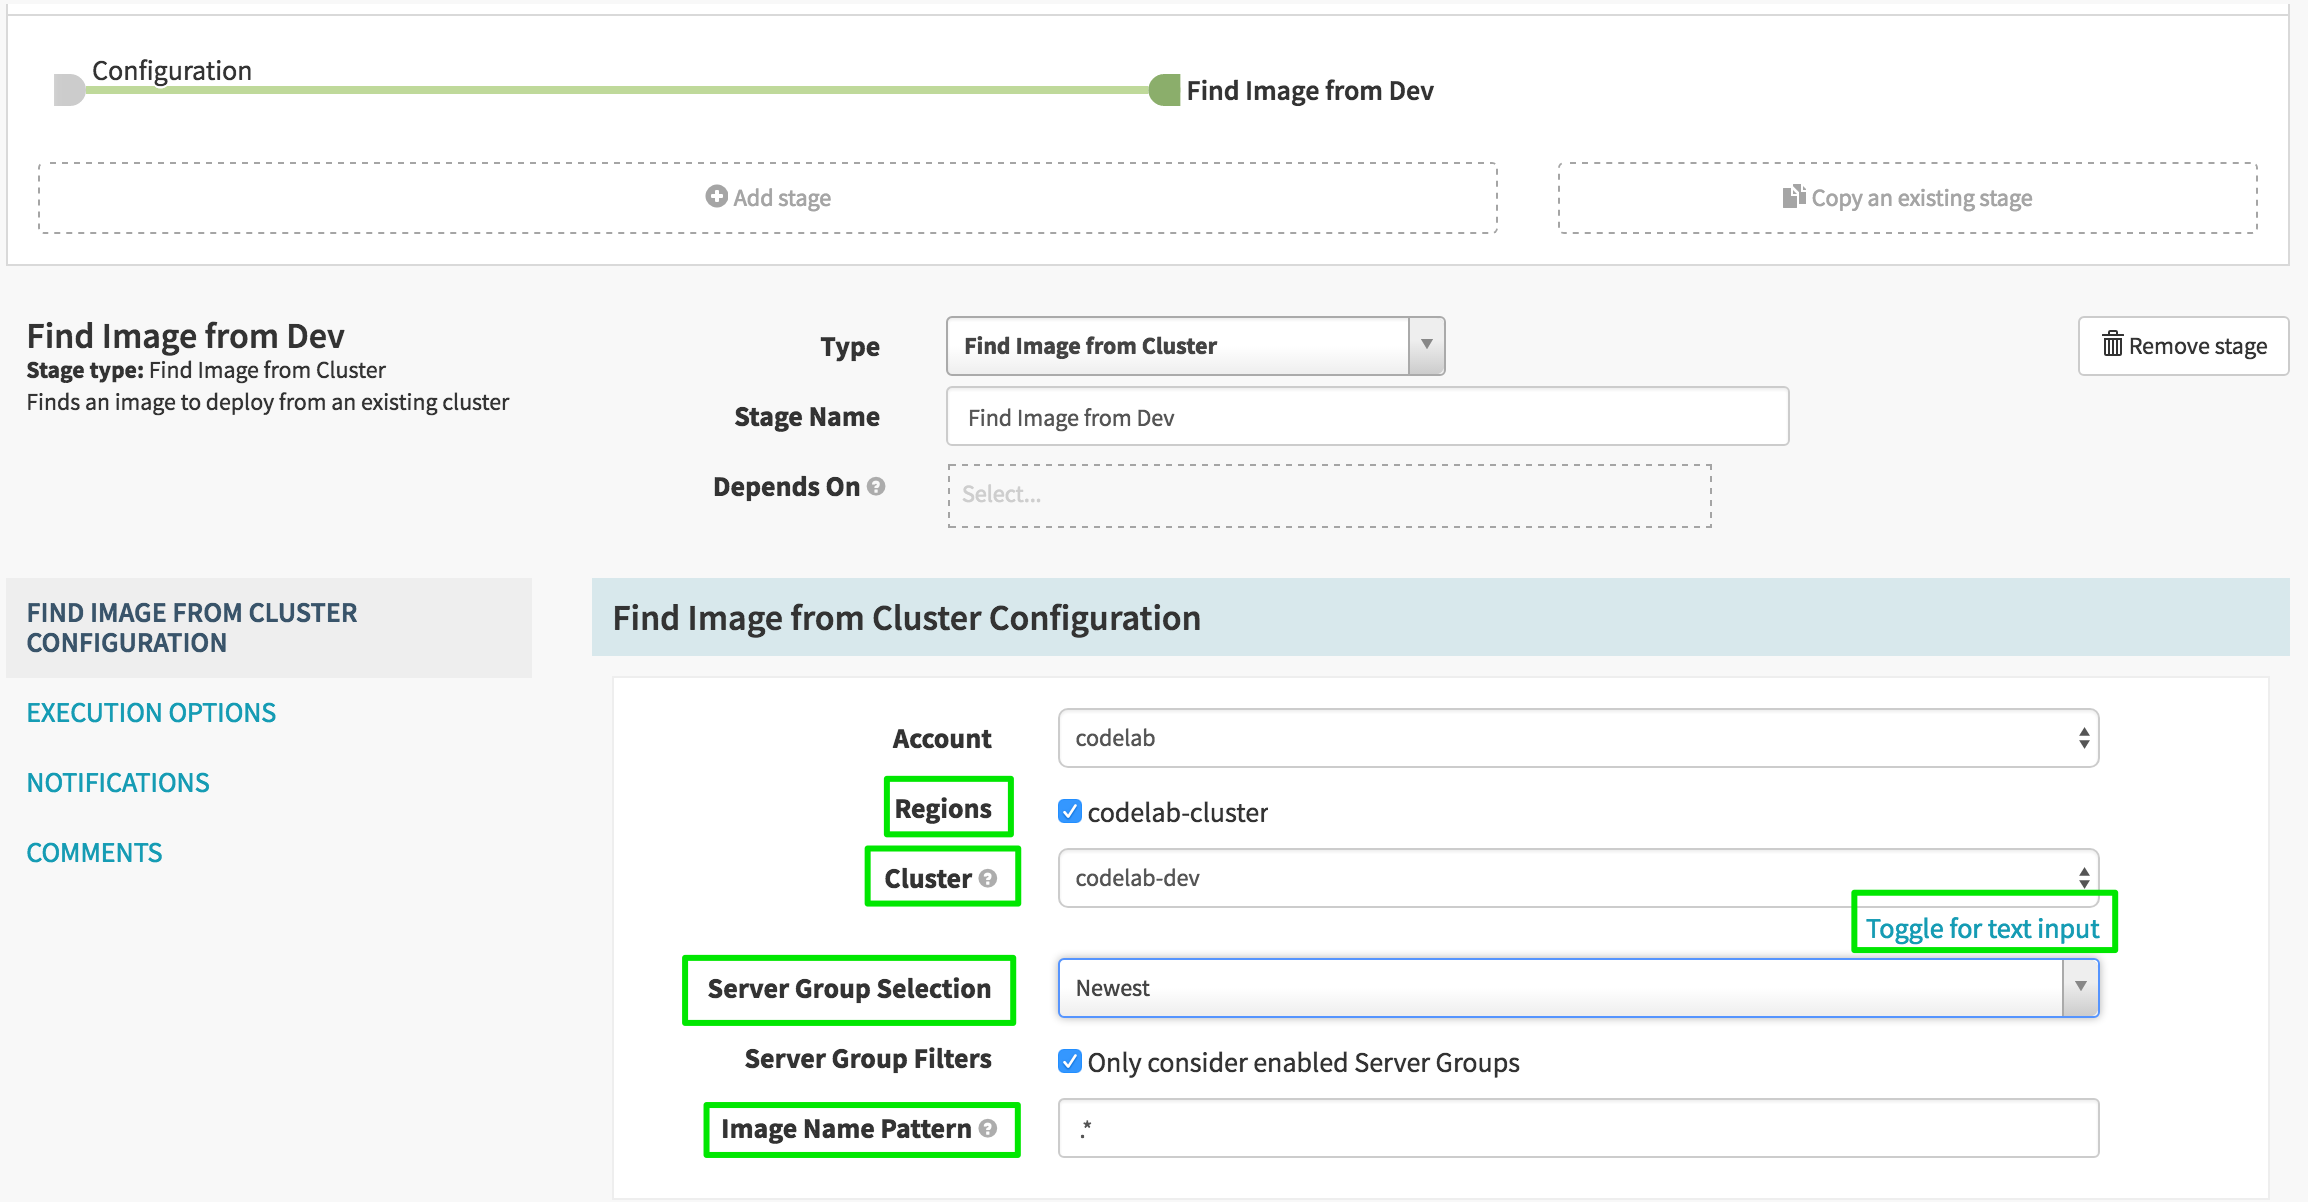 Configuration
Find Image from Dev
Add stage
Copy an existing stage
Find Image from Dev
Stage type: Find Image from Cluster
Finds an image to deploy from an existing cluster
Type
Find Image from Cluster
Remove stage
Stage Name
Find Image from Dev
Depends On ?
Select...
FIND IMAGE FROM CLUSTER
CONFIGURATION
EXECUTION OPTIONS
NOTIFICATIONS
COMMENTS
Find Image from Cluster Configuration
Account
codelab
Regions
codelab-cluster
Cluster ?
codelab-dev
Toggle for text input
Server Group Selection
Newest
Server Group Filters
Only consider enabled Server Groups
Image Name Pattern ?
.*